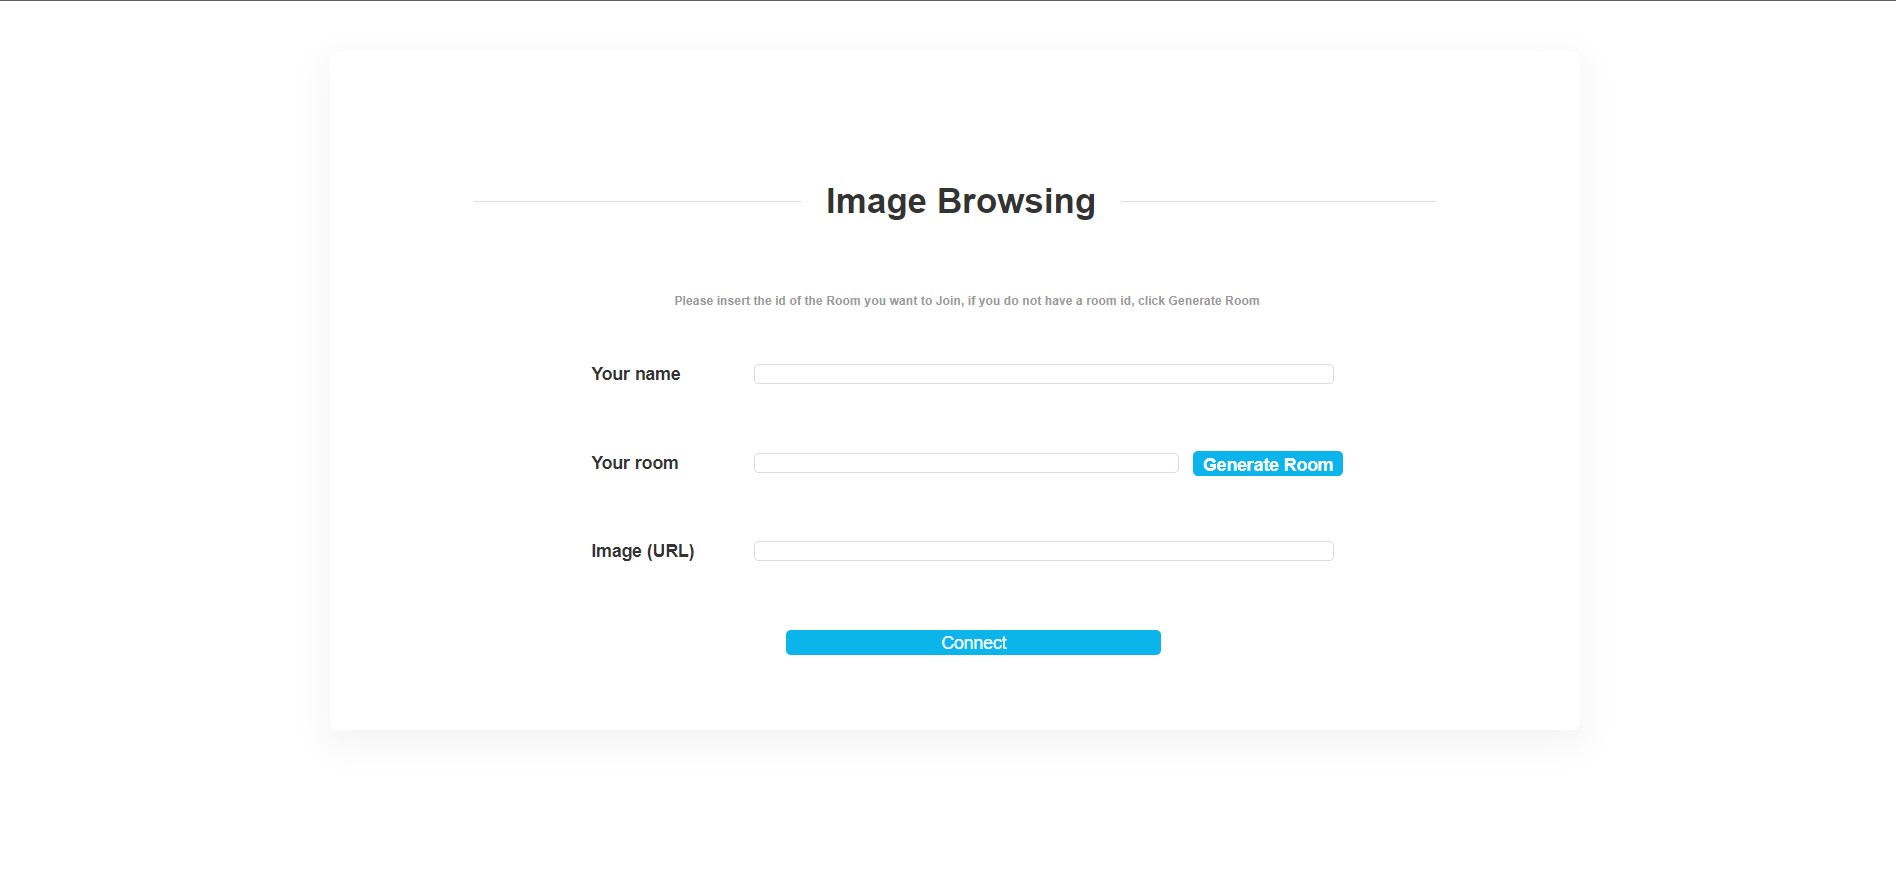 Image Browsing
Please insert the id of the Room you want to Join, if you do not have a room id, click Generate Room
Your name
Your room
Generate Room
Image (URL)
Connect